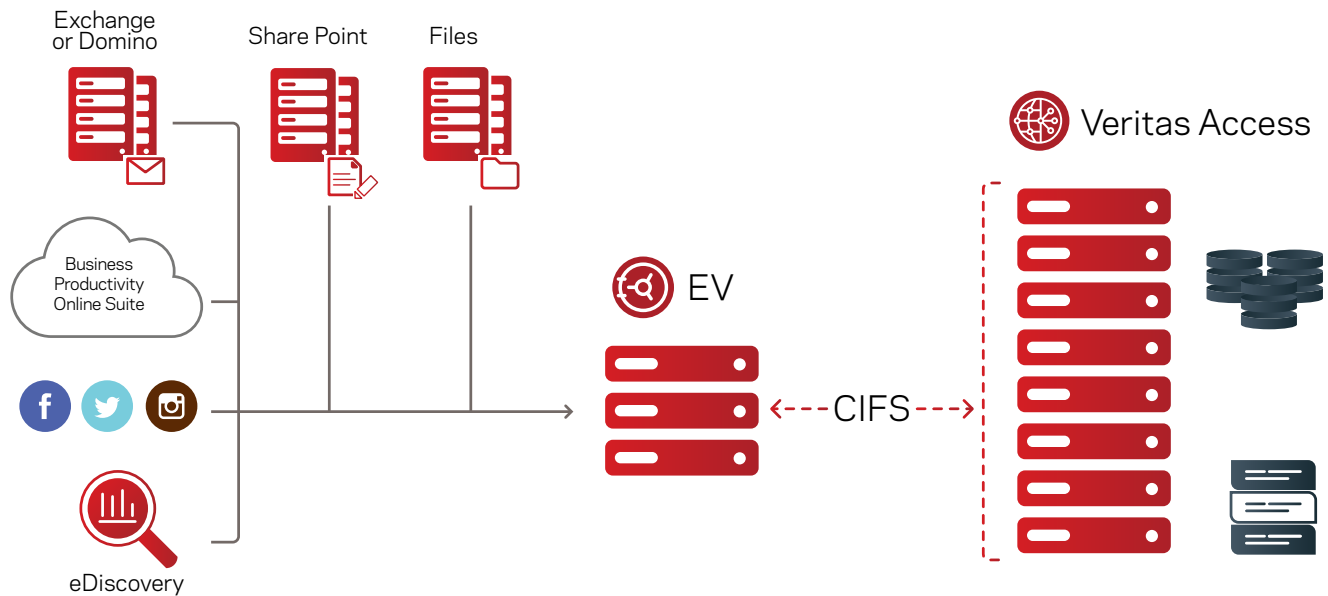 Exchange
or Domino
Share Point
Files
Veritas Access
Business
Productivity
Online Suite
EV
f
CIFS
eDiscovery